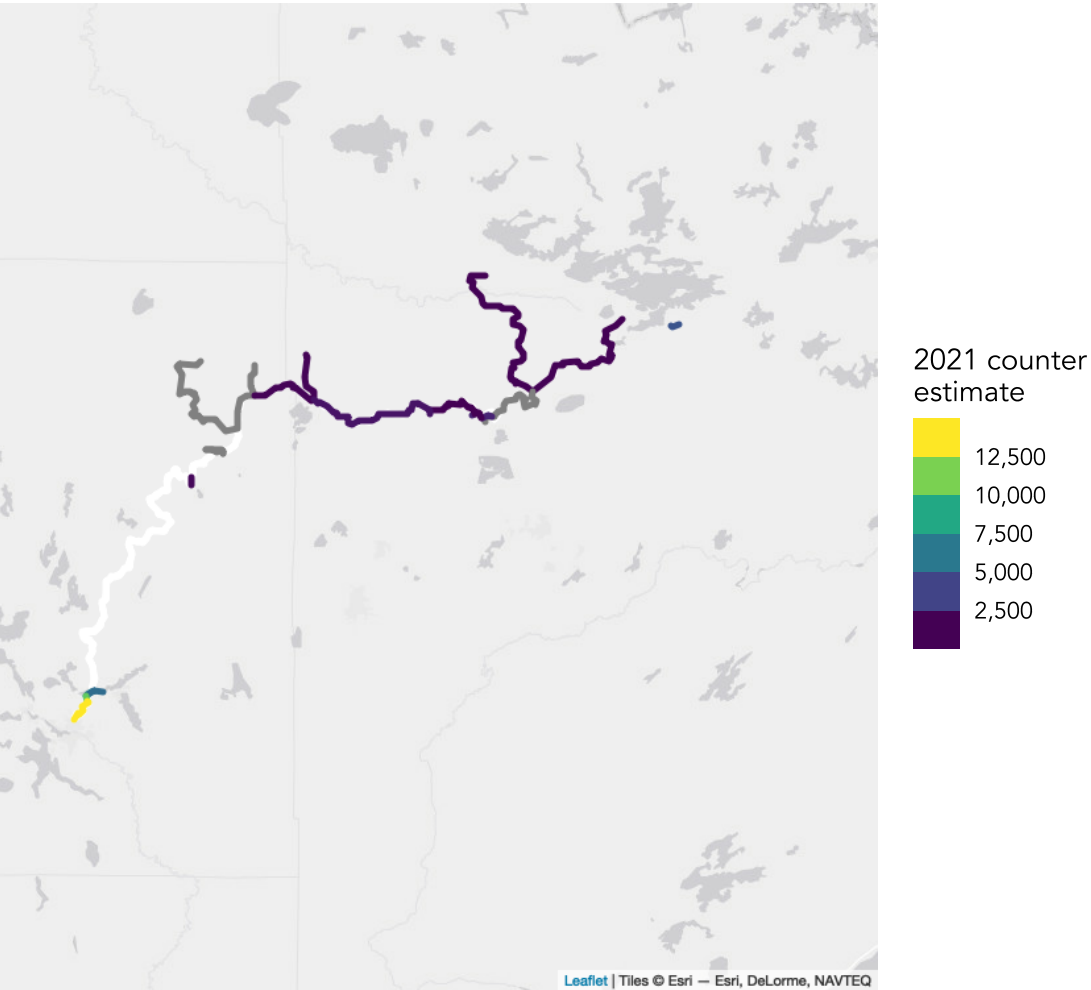 2021 counter
estimate
12,500
10,000
7,500
5,000
2,500
Leaflet | Tiles © Esri — Esri, DeLorme, NAVTEQ